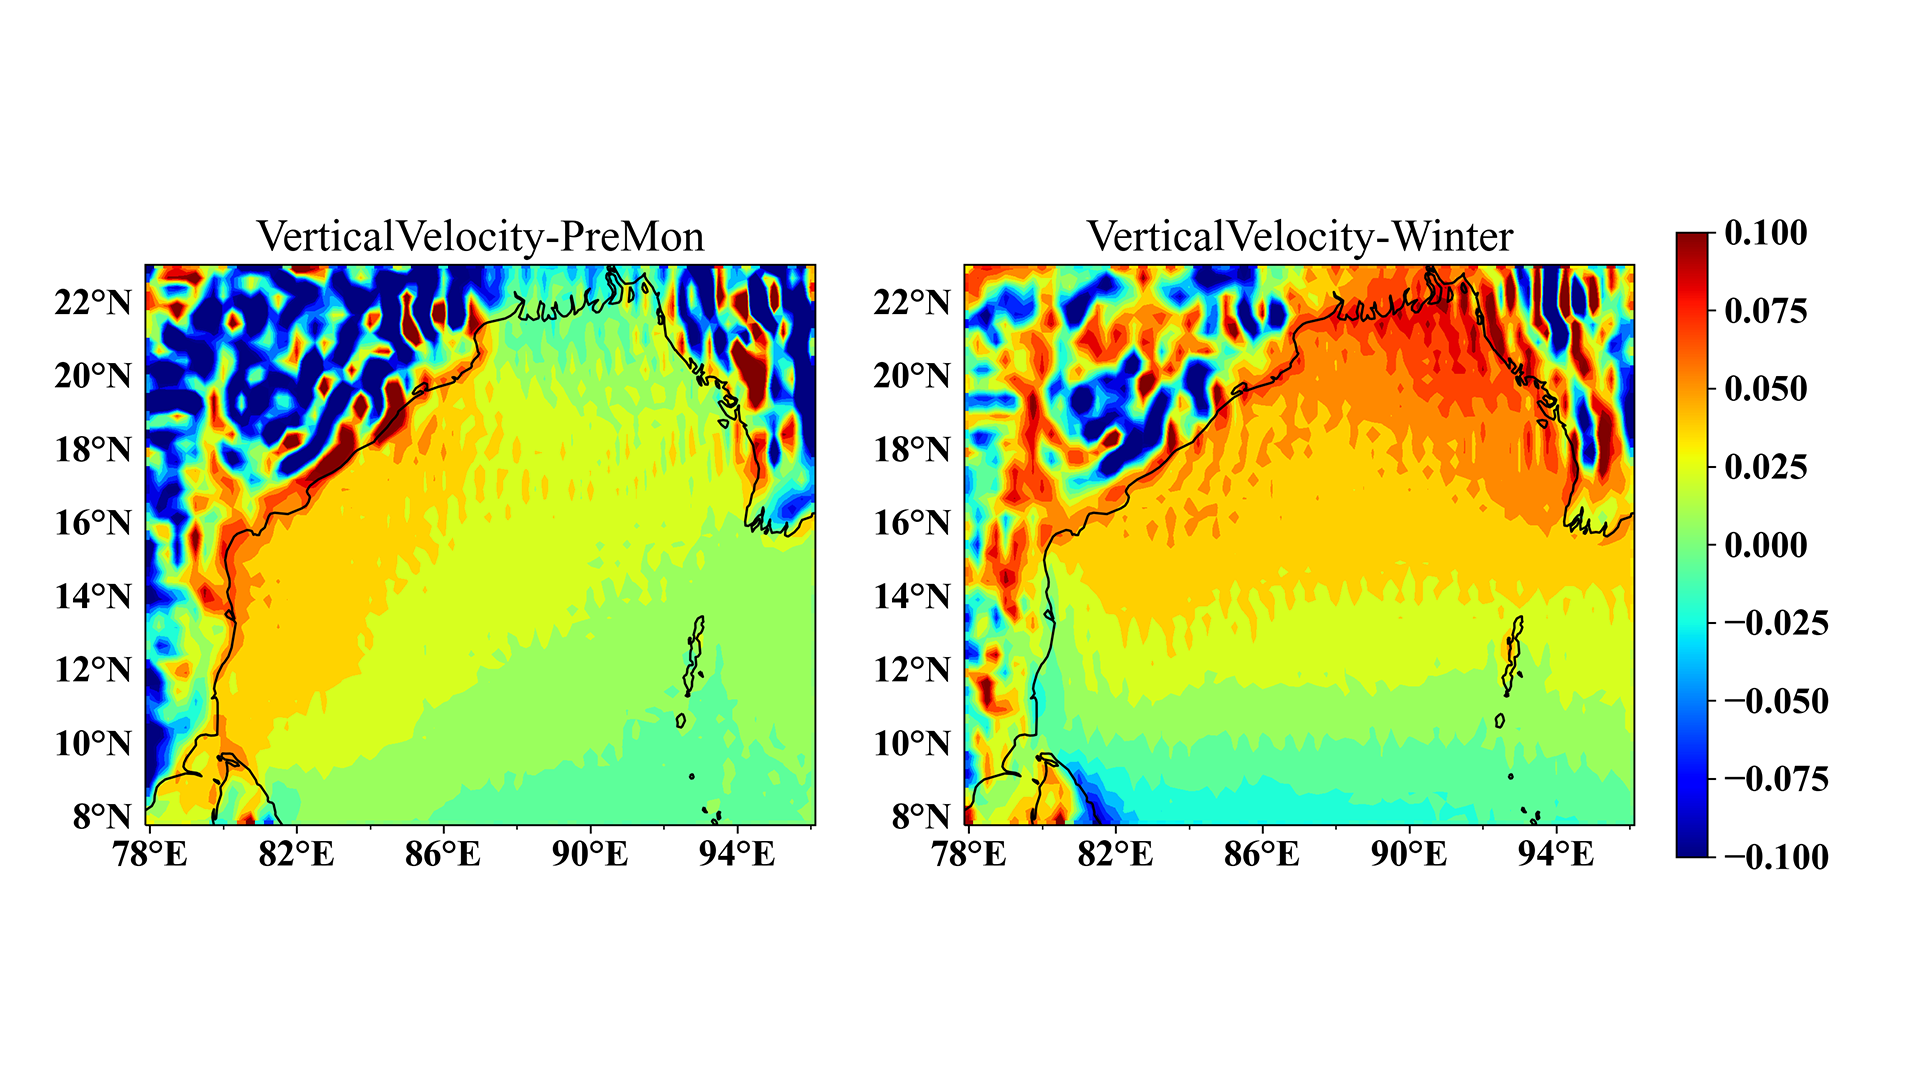 VerticalVelocity-PreMon
22°N
20°N
18°N
16°N
14°N
12°N
10°N
8°N
78°E 82°E 86°E 90°E 94°E
VerticalVelocity-Winter
22°N
20°N
18°N
16°N
14°N
12°N
10°N
8°N
78°E 82°E 86°E 90°E 94°E
0.100
0.075
0.050
0.025
0.000
−0.025
−0.050
−0.075
−0.100